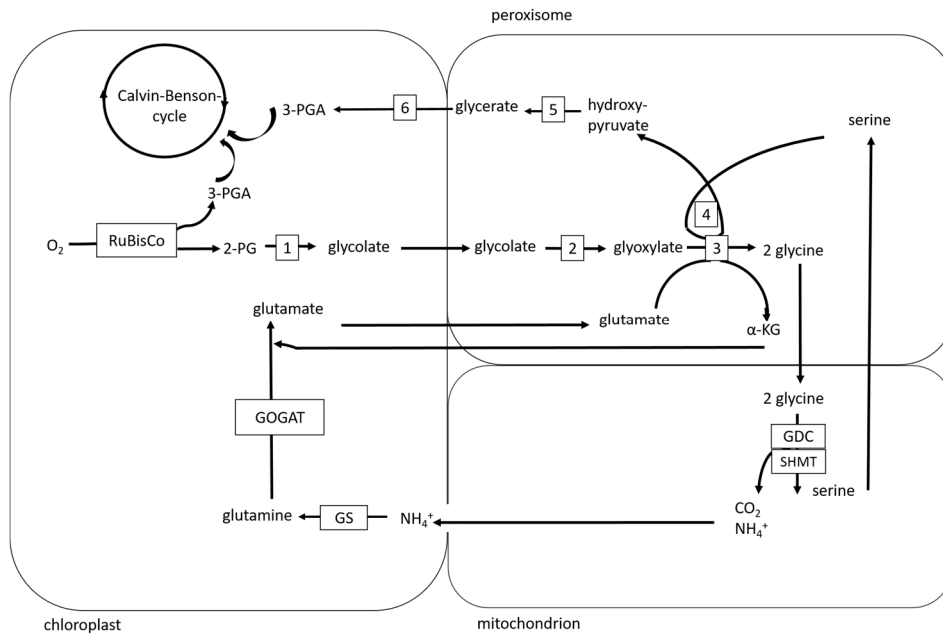 peroxisome
Calvin-Benson-
cycle
3-PGA
6
glycerate
5
hydroxy-
pyruvate
serine
3-PGA
4
O₂
RuBisCo
2-PG
1
glycolate
glycolate
2
glyoxylate
3
2 glycine
glutamate
glutamate
α-KG
2 glycine
GOGAT
GDC
SHMT
serine
glutamine
GS
NH₄⁺
CO₂
NH₄⁺
chloroplast
mitochondrion